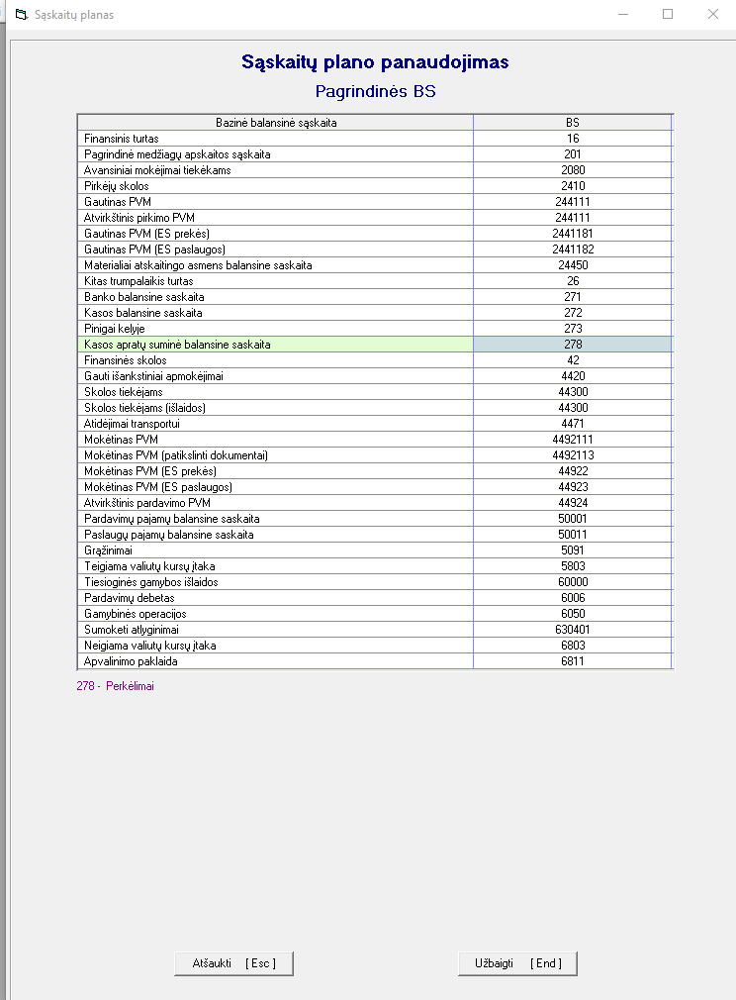 Sąskaitų planas
Sąskaitų plano panaudojimas
Pagrindinės BS
Bazinė balansinė sąskaita BS
Finansinis turtas 16
Pagrindinė medžiagų apskaitos sąskaita 201
Avansiniai mokėjimai tiekėkams 2080
Pirkėjų skolos 2410
Gautinas PVM 244111
Atvirkštinis pirkimo PVM 244111
Gautinas PVM (ES prekės) 2441181
Gautinas PVM (ES paslaugos) 2441182
Materialiai atskaitingo asmens balansine saskaita 24450
Kitas trumpalaikis turtas 26
Banko balansine saskaita 271
Kasos balansine saskaita 272
Pinigai kelyje 273
Kasos apratų suminė balansine saskaita 278
Finansinės skolos 42
Gauti išankstiniai apmokėjimai 4420
Skolos tiekėjams 44300
Skolos tiekėjams (išlaidos) 44300
Atidėjimai transportui 4471
Mokėtinas PVM 4492111
Mokėtinas PVM (patikslinti dokumentai) 4492113
Mokėtinas PVM (ES prekės) 44922
Mokėtinas PVM (ES paslaugos) 44923
Atvirkštinis pardavimo PVM 44924
Pardavimų pajamų balansine saskaita 50001
Paslaugų pajamų balansine saskaita 50011
Grąžinimai 5091
Teigiama valiutų kursų įtaka 5803
Tiesioginės gamybos išlaidos 60000
Pardavimų debetas 6006
Gamybinės operacijos 6050
Sumoketi atlyginimai 630401
Neigiama valiutų kursų įtaka 6803
Apvalinimo paklaida 6811
278 - Perkėlimai
Atšaukti [ Esc ] Užbaigti [ End ]